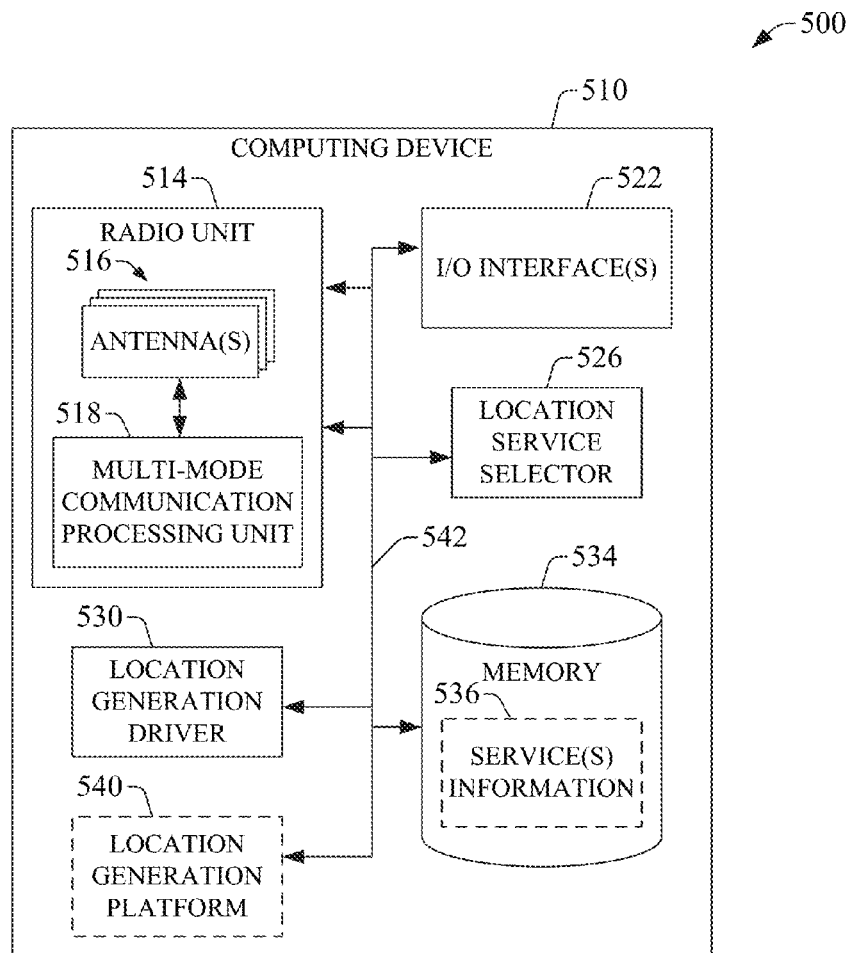 500
510
COMPUTING DEVICE
514
RADIO UNIT
516
ANTENNA(S)
518
MULTI-MODE
COMMUNICATION
PROCESSING UNIT
522
I/O INTERFACE(S)
526
LOCATION
SERVICE
SELECTOR
542
530
LOCATION
GENERATION
DRIVER
534
MEMORY
536
SERVICE(S)
INFORMATION
540
LOCATION
GENERATION
PLATFORM